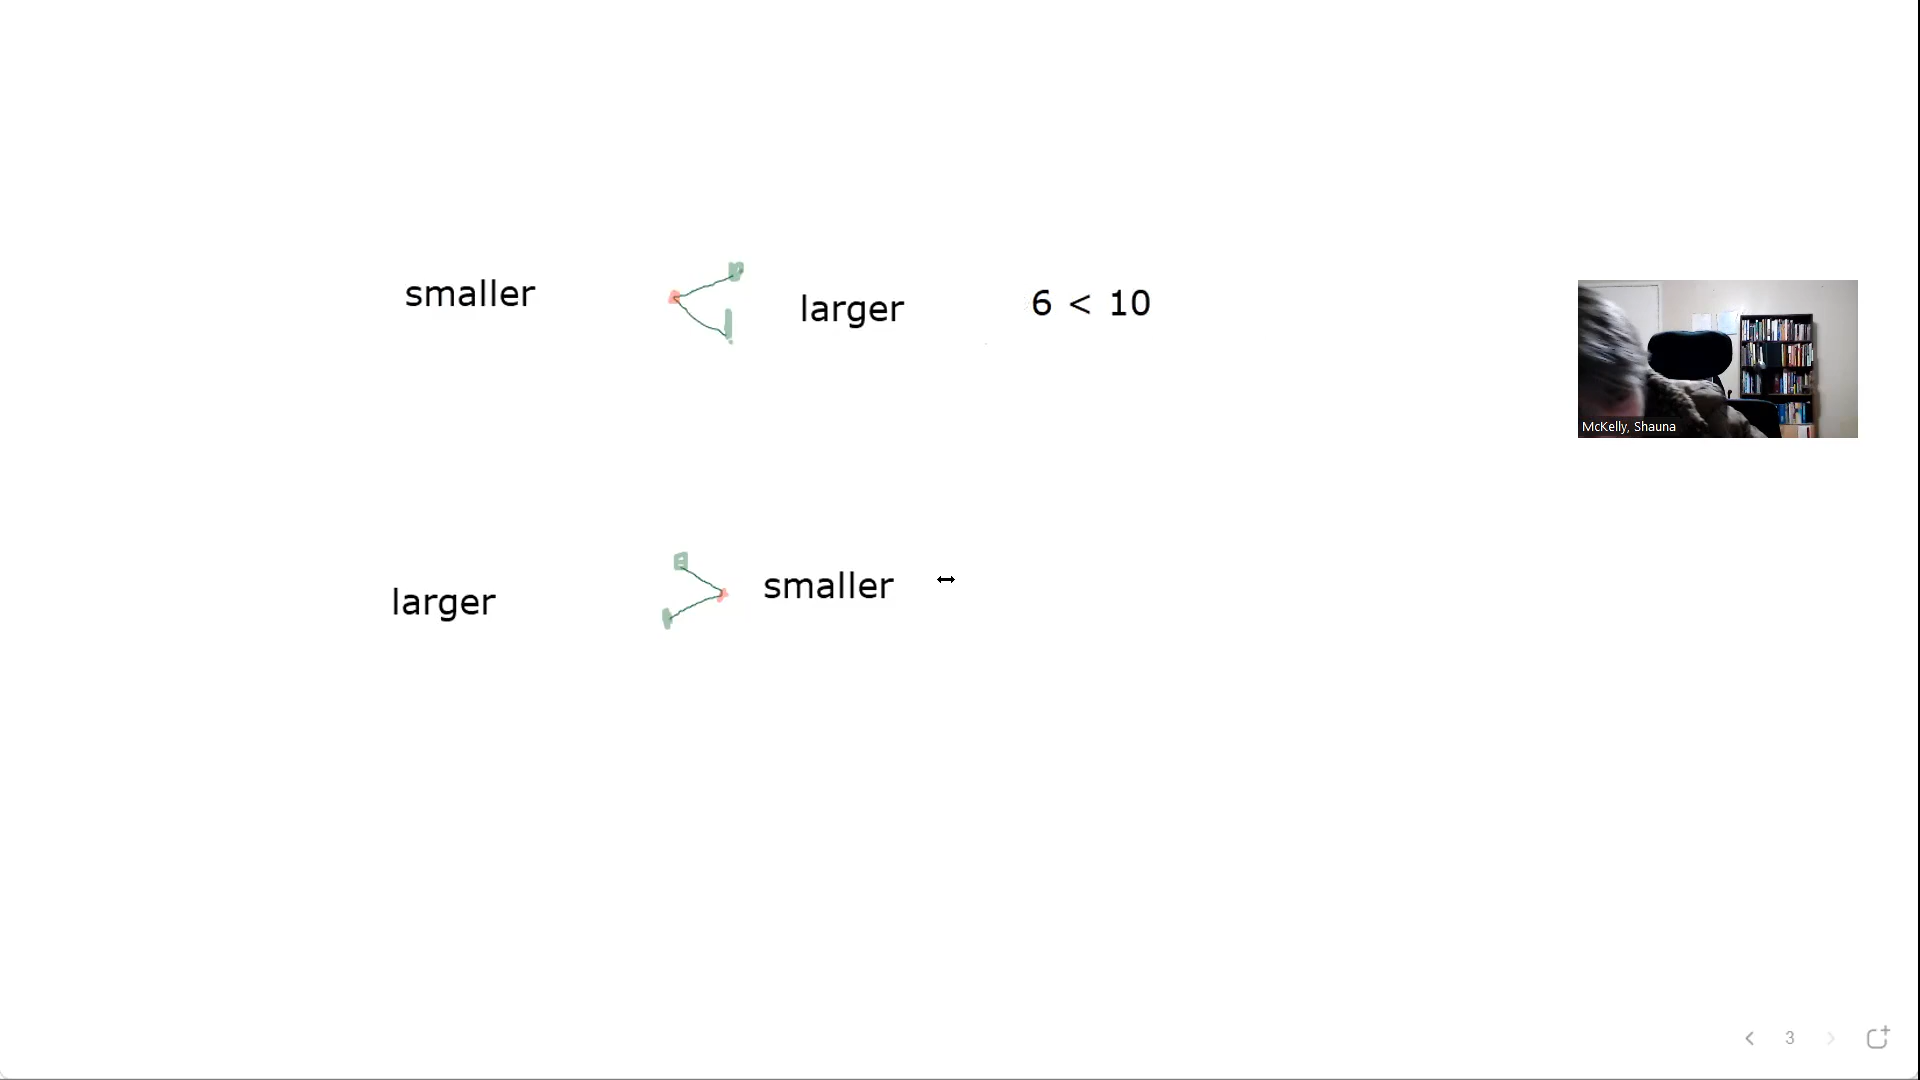 smaller < larger 6 < 10
McKelly, Shauna
larger > smaller
3